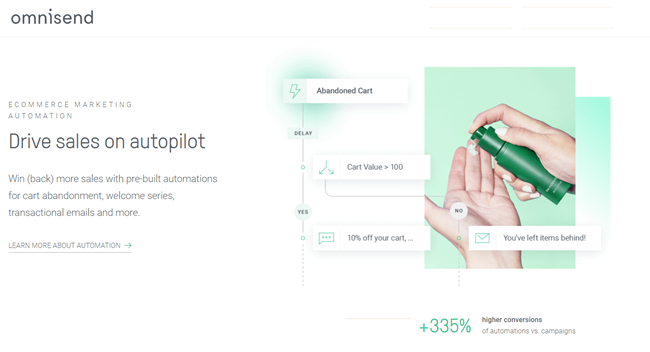 omnisend
ECOMMERCE MARKETING
AUTOMATION
Drive sales on autopilot
Win (back) more sales with pre-built automations
for cart abandonment, welcome series,
transactional emails and more.
LEARN MORE ABOUT AUTOMATION
Abandoned Cart
DELAY
Cart Value > 100
YES
NO
10% off your cart, ...
You've left items behind!
+335%
higher conversions
of automations vs. campaigns